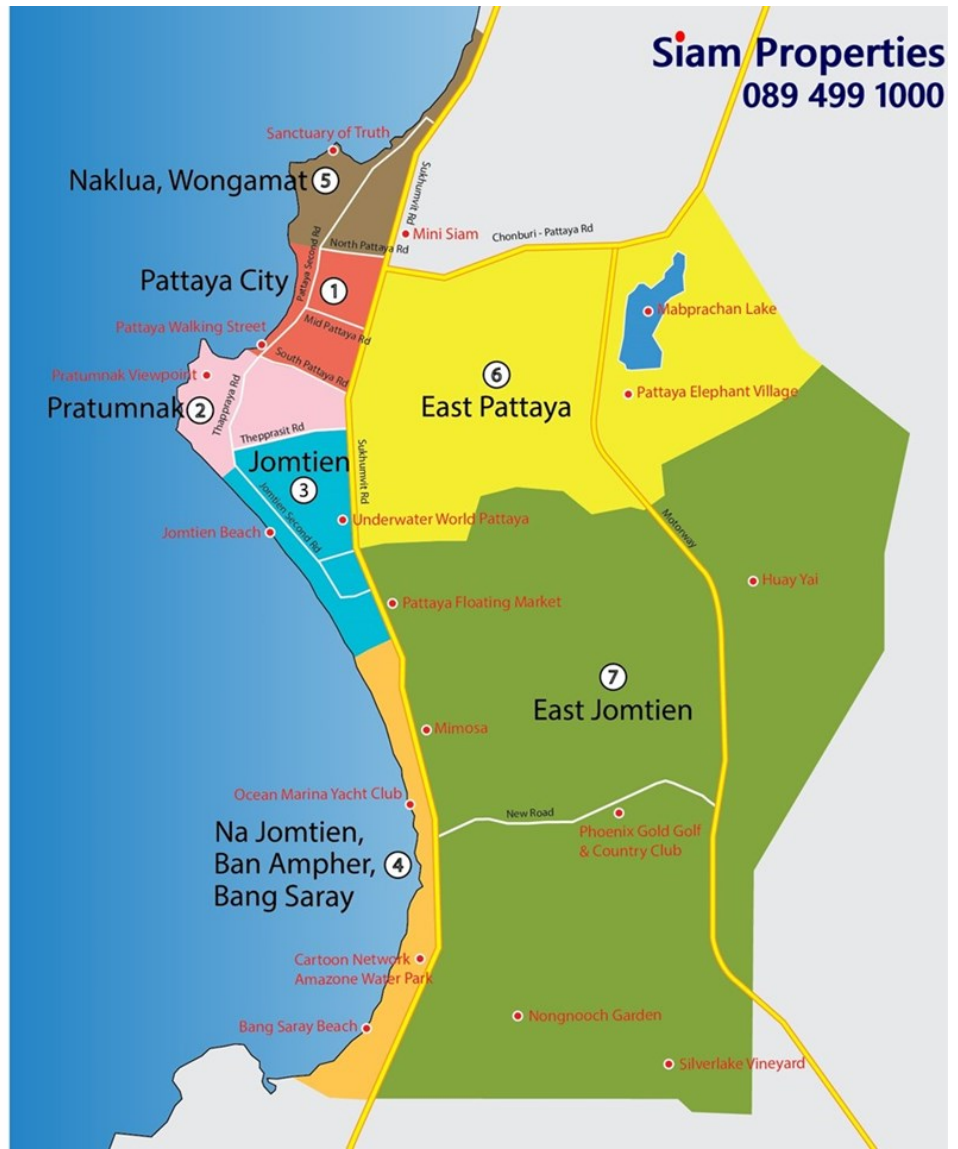 Siam Properties
089 499 1000
Sanctuary of Truth
Naklua, Wongamat 5
Sukhumvit Rd
Mini Siam
Chonburi - Pattaya Rd
North Pattaya Rd
Pattaya Second Rd
Pattaya City
1
Mabprachan Lake
Mid Pattaya Rd
Pattaya Walking Street
South Pattaya Rd
Pratumnak Viewpoint
6
East Pattaya
Pattaya Elephant Village
Pratumnak 2
Thappraya Rd
Thepprasit Rd
Jomtien
3
Sukhumvit Rd
Jomtien Second Rd
Underwater World Pattaya
Jomtien Beach
Motorway
Huay Yai
Pattaya Floating Market
7
East Jomtien
Mimosa
Ocean Marina Yacht Club
New Road
Phoenix Gold Golf
& Country Club
Na Jomtien,
Ban Ampher, 4
Bang Saray
Cartoon Network
Amazone Water Park
Bang Saray Beach
Nongnooch Garden
Silverlake Vineyard